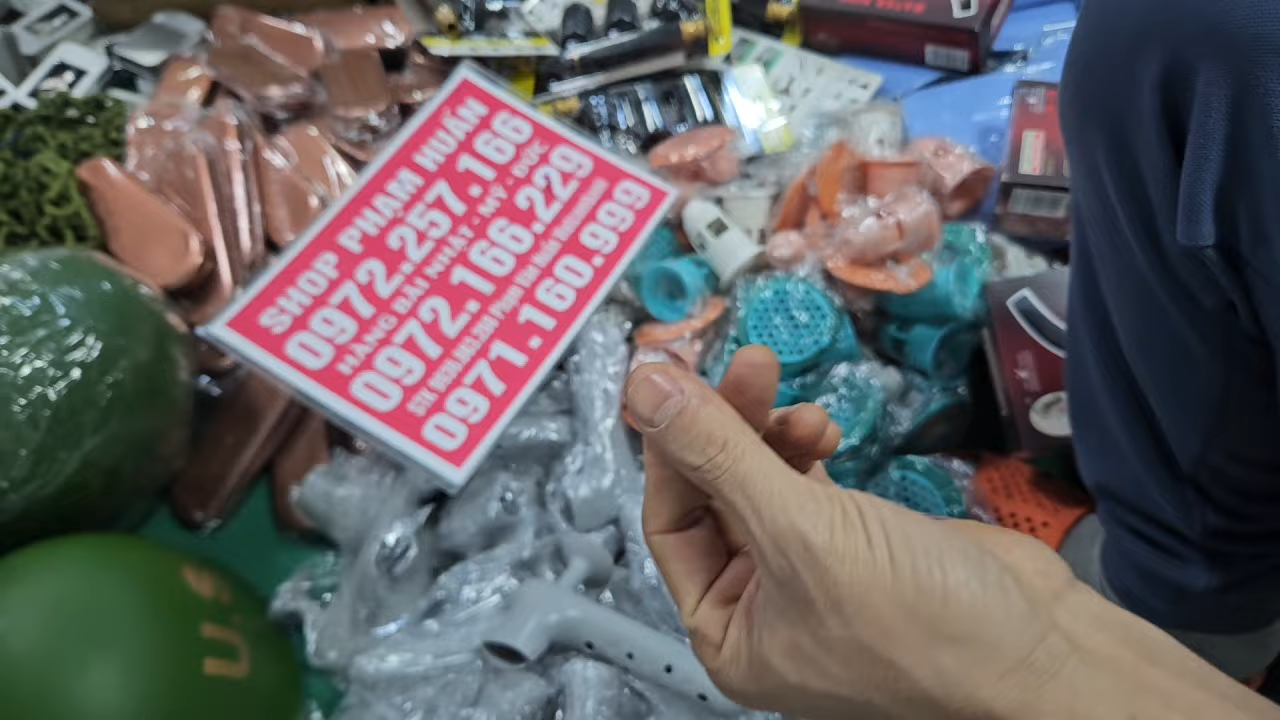 SHOP PHẠM HUẤN
0972.257.166
HÀNG BÃI NHẬT - MỸ - ĐỨC
0972.166.229
0971.160.999
U.S